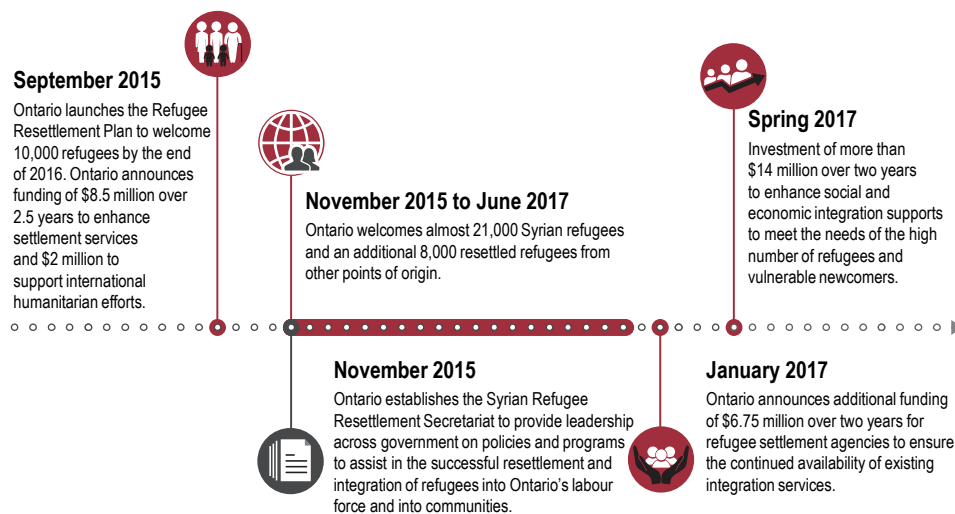 September 2015
Ontario launches the Refugee
Resettlement Plan to welcome
10,000 refugees by the end
of 2016. Ontario announces
funding of $8.5 million over
2.5 years to enhance
settlement services
and $2 million to
support international
humanitarian efforts.
November 2015 to June 2017
Ontario welcomes almost 21,000 Syrian refugees
and an additional 8,000 resettled refugees from
other points of origin.
Spring 2017
Investment of more than
$14 million over two years
to enhance social and
economic integration supports
to meet the needs of the high
number of refugees and
vulnerable newcomers.
November 2015
Ontario establishes the Syrian Refugee
Resettlement Secretariat to provide leadership
across government on policies and programs
to assist in the successful resettlement and
integration of refugees into Ontario’s labour
force and into communities.
January 2017
Ontario announces additional funding
of $6.75 million over two years for
refugee settlement agencies to ensure
the continued availability of existing
integration services.